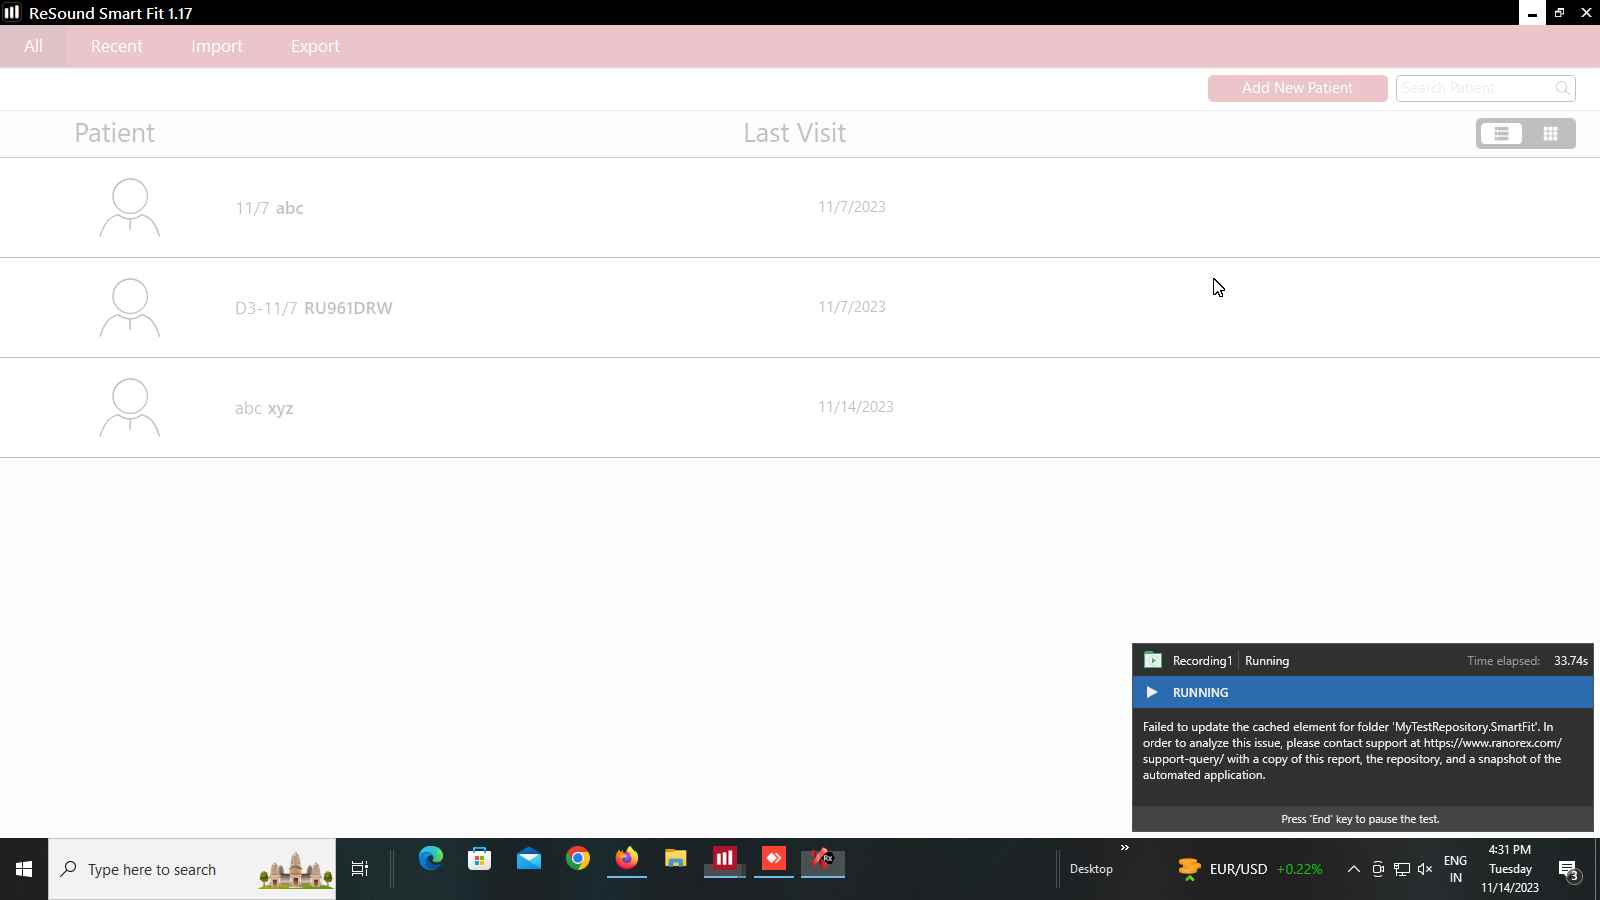 ReSound Smart Fit 1.17
All
Recent
Import
Export
Add New Patient
Search Patient
Patient
Last Visit
11/7 abc
11/7/2023
D3-11/7 RU961DRW
11/7/2023
abc xyz
11/14/2023
Recording1
Running
Time elapsed: 33.74s
RUNNING
Failed to update the cached element for folder 'MyTestRepository.SmartFit'. In
order to analyze this issue, please contact support at https://www.ranorex.com/
support-query/ with a copy of this report, the repository, and a snapshot of the
automated application.
Press 'End' key to pause the test.
Type here to search
Rx
Desktop
»
EUR/USD +0.22%
ENG
IN
4:31 PM
Tuesday
11/14/2023
3